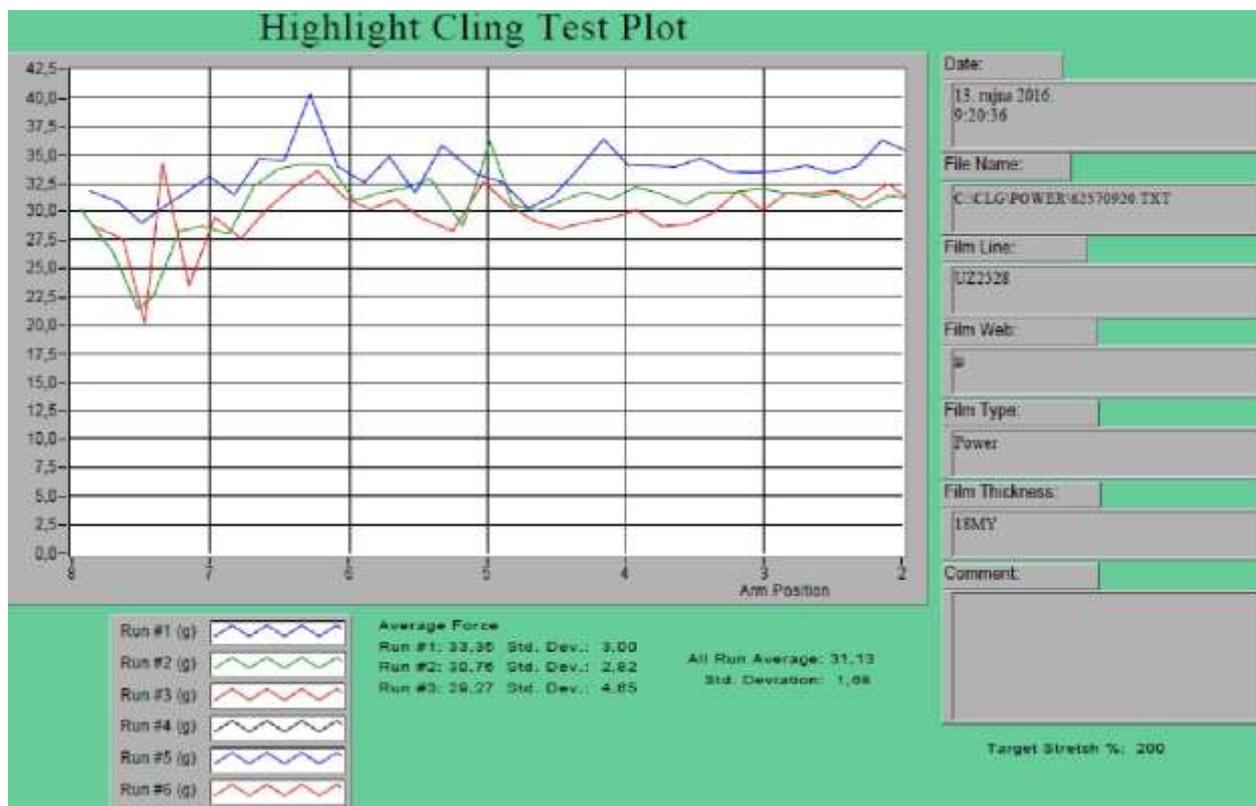 Highlight Cling Test Plot
42,5
40,0
37,5
35,0
32,5
30,0
27,5
25,0
22,5
20,0
17,5
15,0
12,5
10,0
7,5
5,0
2,5
0,0
8 7 6 5 4 3 2
Arm Position
Date:
13. rujna 2016.
9:20:36
File Name:
C:\CLG\POWER\62570920.TXT
Film Line:
UZ2528
Film Web:
Film Type:
Power
Film Thickness:
18MY
Comment:
Target Stretch %: 200
Run #1 (g)
Run #2 (g)
Run #3 (g)
Run #4 (g)
Run #5 (g)
Run #6 (g)
Average Force
Run #1: 33,35 Std. Dev.: 3,00
Run #2: 30,76 Std. Dev.: 2,82
Run #3: 29,27 Std. Dev.: 4,65
All Run Average: 31,13
Std. Deviation: 1,68